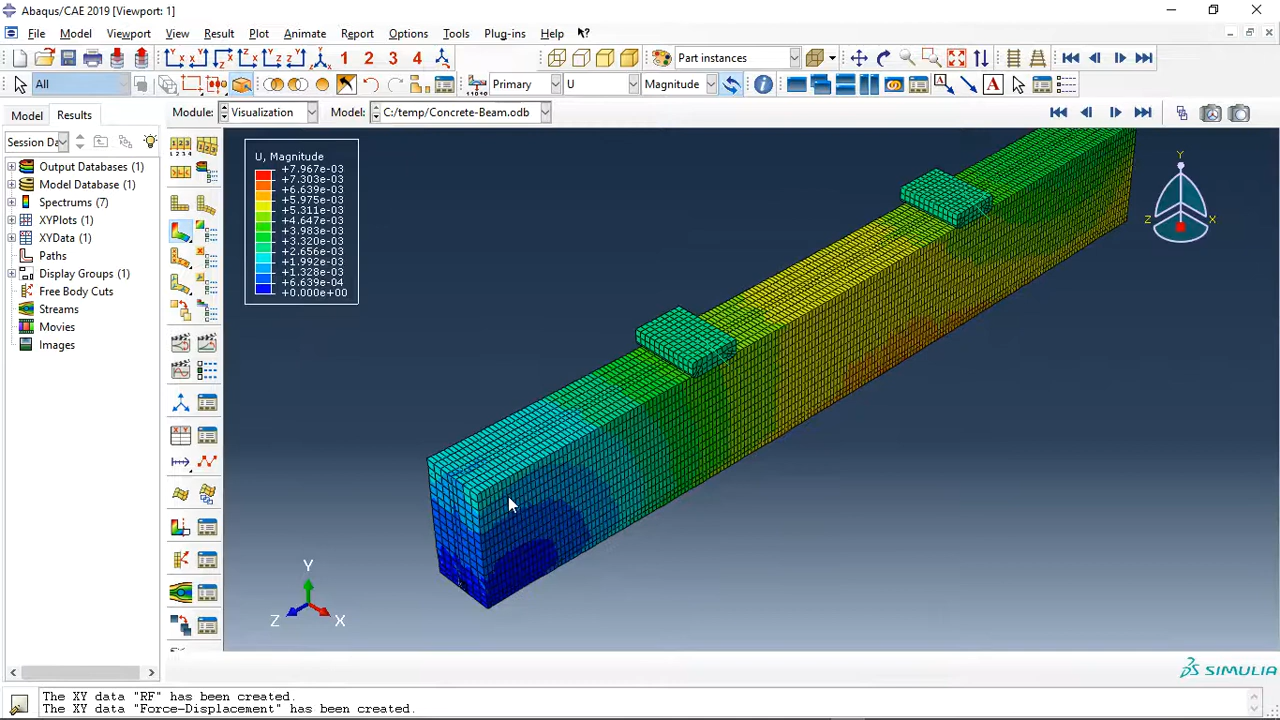 Abaqus/CAE 2019 [Viewport: 1]
File Model Viewport View Result Plot Animate Report Options Tools Plug-ins Help
1 2 3 4 Part instances
All Primary U Magnitude
Model Results Module: Visualization Model: C:/temp/Concrete-Beam.odb
Session Da
Output Databases (1)
Model Database (1)
Spectrums (7)
XYPlots (1)
XYData (1)
Paths
Display Groups (1)
Free Body Cuts
Streams
Movies
Images
U, Magnitude
+7.967e-03
+7.303e-03
+6.639e-03
+5.975e-03
+5.311e-03
+4.647e-03
+3.983e-03
+3.320e-03
+2.656e-03
+1.992e-03
+1.328e-03
+6.639e-04
+0.000e+00
Y
Z X
Y
Z X
SIMULIA
The XY data "RF" has been created.
The XY data "Force-Displacement" has been created.